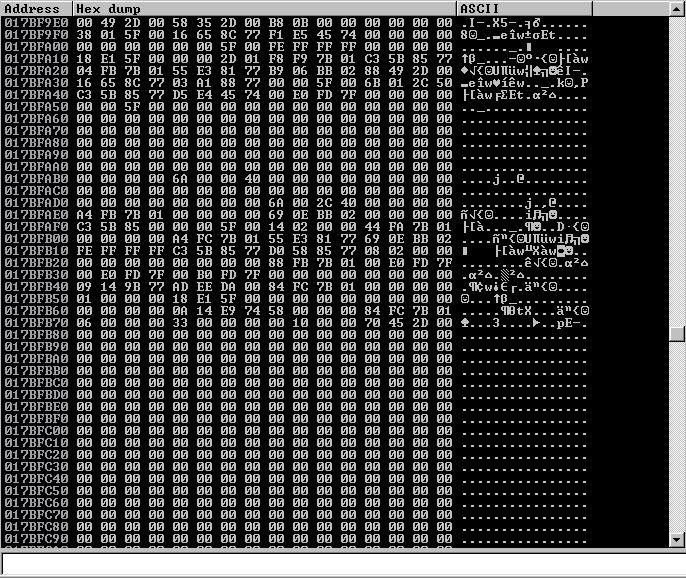 Address Hex dump ASCII
017BF9E0 00 49 2D 00 58 35 2D 00 B8 0B 00 00 00 00 00 00 .I-.X5-.╕♂......
017BF9F0 38 01 5F 00 16 65 8C 77 F1 E5 45 74 00 00 00 00 8☺_.▬eîw±σEt....
017BFA00 00 00 00 00 00 00 5F 00 FE FF FF FF 00 00 00 00 ......_.■   ....
017BFA10 18 E1 5F 00 00 00 2D 01 F8 F9 7B 01 C3 5B 85 77 ↑ß_...-☺°·{☺├[àw
017BFA20 04 FB 7B 01 55 E3 81 77 B9 06 BB 02 88 49 2D 00 ♦√{☺Uπüw╣♠╗☻êI-.
017BFA30 16 65 8C 77 03 A1 88 77 00 00 5F 00 6B 01 2C 50 ▬eîw♥íêw.._.k☺,P
017BFA40 C3 5B 85 77 D5 E4 45 74 00 E0 FD 7F 00 00 00 00 ├[àw╒ΣEt.α²⌂....
017BFA50 00 00 5F 00 00 00 00 00 00 00 00 00 00 00 00 00 .._.............
017BFA60 00 00 00 00 00 00 00 00 00 00 00 00 00 00 00 00 ................
017BFA70 00 00 00 00 00 00 00 00 00 00 00 00 00 00 00 00 ................
017BFA80 00 00 00 00 00 00 00 00 00 00 00 00 00 00 00 00 ................
017BFA90 00 00 00 00 00 00 00 00 00 00 00 00 00 00 00 00 ................
017BFAA0 00 00 00 00 00 00 00 00 00 00 00 00 00 00 00 00 ................
017BFAB0 00 00 00 00 6A 00 00 40 00 00 00 00 00 00 00 00 ....j..@........
017BFAC0 00 00 00 00 00 00 00 00 00 00 00 00 00 00 00 00 ................
017BFAD0 00 00 00 00 00 00 00 00 6A 00 2C 40 00 00 00 00 ........j.,@....
017BFAE0 A4 FB 7B 01 00 00 00 00 69 0E BB 02 00 00 00 00 ñ√{☺....i♫╗☻....
017BFAF0 C3 5B 85 00 00 00 5F 00 14 02 00 00 44 FA 7B 01 ├[à..._.¶☻..D·{☺
017BFB00 00 00 00 00 A4 FC 7B 01 55 E3 81 77 69 0E BB 02 ....ñⁿ{☺Uπüwi♫╗☻
017BFB10 FE FF FF FF C3 5B 85 77 D0 58 85 77 08 02 00 00 ■   ├[àw╨Xàw◘☻..
017BFB20 00 00 00 00 00 00 00 00 88 FB 7B 01 00 E0 FD 7F ........ê√{☺.α²⌂
017BFB30 00 E0 FD 7F 00 B0 FD 7F 00 00 00 00 00 00 00 00 .α²⌂.░²⌂........
017BFB40 09 14 9B 77 AD EE DA 00 84 FC 7B 01 00 00 00 00 .¶¢w¡ε┌.äⁿ{☺....
017BFB50 01 00 00 00 18 E1 5F 00 00 00 00 00 00 00 00 00 ☺...↑ß_.........
017BFB60 00 00 00 00 0A 14 E9 74 58 00 00 00 84 FC 7B 01 .....¶ΘtX...äⁿ{☺
017BFB70 06 00 00 00 33 00 00 00 00 10 00 00 70 45 2D 00 ♠...3....►..pE-.
017BFB80 00 00 00 00 00 00 00 00 00 00 00 00 00 00 00 00 ................
017BFB90 00 00 00 00 00 00 00 00 00 00 00 00 00 00 00 00 ................
017BFBA0 00 00 00 00 00 00 00 00 00 00 00 00 00 00 00 00 ................
017BFBB0 00 00 00 00 00 00 00 00 00 00 00 00 00 00 00 00 ................
017BFBC0 00 00 00 00 00 00 00 00 00 00 00 00 00 00 00 00 ................
017BFBD0 00 00 00 00 00 00 00 00 00 00 00 00 00 00 00 00 ................
017BFBE0 00 00 00 00 00 00 00 00 00 00 00 00 00 00 00 00 ................
017BFBF0 00 00 00 00 00 00 00 00 00 00 00 00 00 00 00 00 ................
017BFC00 00 00 00 00 00 00 00 00 00 00 00 00 00 00 00 00 ................
017BFC10 00 00 00 00 00 00 00 00 00 00 00 00 00 00 00 00 ................
017BFC20 00 00 00 00 00 00 00 00 00 00 00 00 00 00 00 00 ................
017BFC30 00 00 00 00 00 00 00 00 00 00 00 00 00 00 00 00 ................
017BFC40 00 00 00 00 00 00 00 00 00 00 00 00 00 00 00 00 ................
017BFC50 00 00 00 00 00 00 00 00 00 00 00 00 00 00 00 00 ................
017BFC60 00 00 00 00 00 00 00 00 00 00 00 00 00 00 00 00 ................
017BFC70 00 00 00 00 00 00 00 00 00 00 00 00 00 00 00 00 ................
017BFC80 00 00 00 00 00 00 00 00 00 00 00 00 00 00 00 00 ................
017BFC90 00 00 00 00 00 00 00 00 00 00 00 00 00 00 00 00 ................